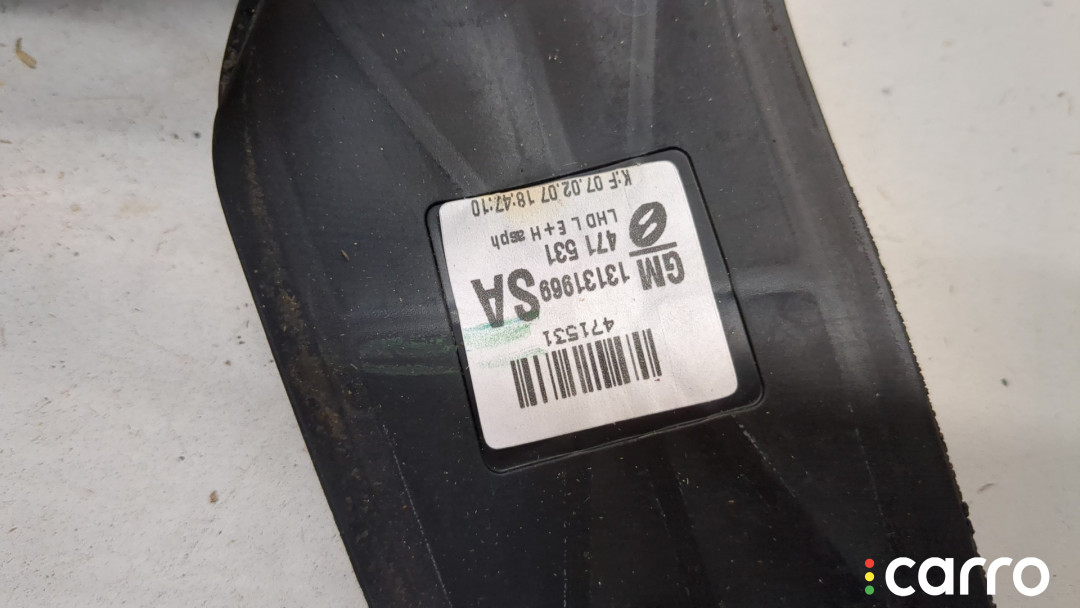 471531
GM 13131969 SA
471 531
LHD L E+H asph
K:F 07.02.07 18:47:10
carro